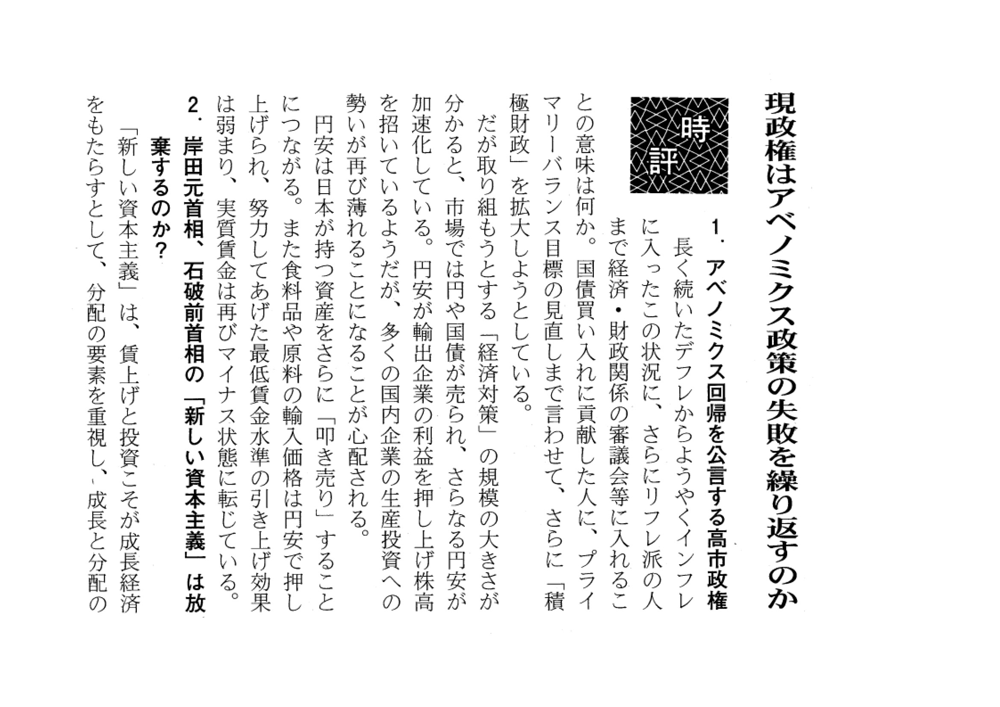 現政権はアベノミクス政策の失敗を繰り返すのか
時評
1．アベノミクス回帰を公言する高市政権
長く続いたデフレからようやくインフレ
に入ったこの状況に、さらにリフレ派の人
まで経済・財政関係の審議会等に入れるこ
との意味は何か。国債買い入れに貢献した人に、プライ
マリーバランス目標の見直しまで言わせて、さらに「積
極財政」を拡大しようとしている。
だが取り組もうとする「経済対策」の規模の大きさが
分かると、市場では円や国債が売られ、さらなる円安が
加速化している。円安が輸出企業の利益を押し上げ株高
を招いているようだが、多くの国内企業の生産投資への
勢いが再び薄れることになることが心配される。
円安は日本が持つ資産をさらに「叩き売り」すること
につながる。また食料品や原料の輸入価格は円安で押し
上げられ、努力してあげた最低賃金水準の引き上げ効果
は弱まり、実質賃金は再びマイナス状態に転じている。
2．岸田元首相、石破前首相の「新しい資本主義」は放
棄するのか？
「新しい資本主義」は、賃上げと投資こそが成長経済
をもたらすとして、分配の要素を重視し、成長と分配の